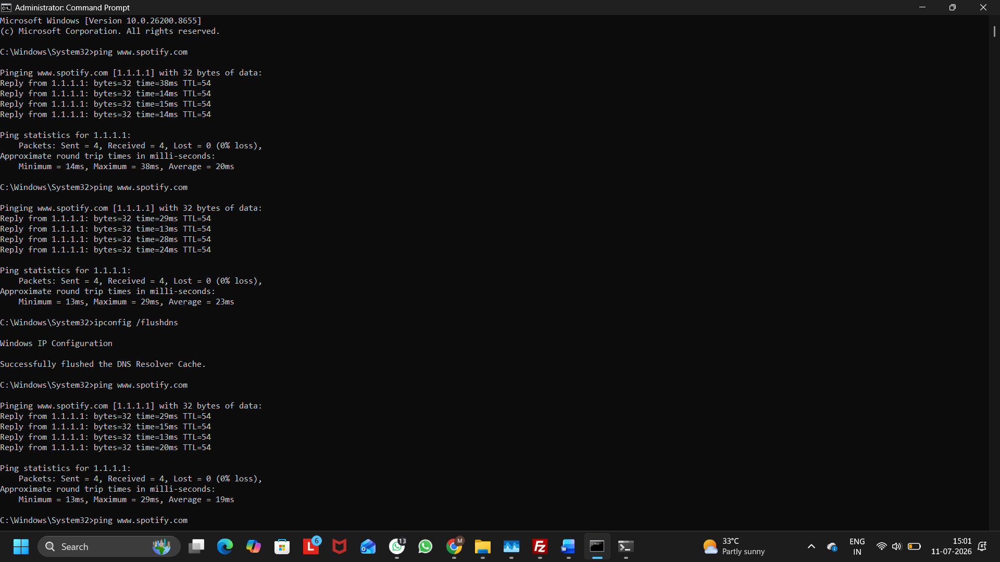 Administrator: Command Prompt
Microsoft Windows [Version 10.0.26200.8655]
(c) Microsoft Corporation. All rights reserved.
C:\Windows\System32>ping www.spotify.com
Pinging www.spotify.com [1.1.1.1] with 32 bytes of data:
Reply from 1.1.1.1: bytes=32 time=38ms TTL=54
Reply from 1.1.1.1: bytes=32 time=14ms TTL=54
Reply from 1.1.1.1: bytes=32 time=15ms TTL=54
Reply from 1.1.1.1: bytes=32 time=14ms TTL=54
Ping statistics for 1.1.1.1:
    Packets: Sent = 4, Received = 4, Lost = 0 (0% loss),
Approximate round trip times in milli-seconds:
    Minimum = 14ms, Maximum = 38ms, Average = 20ms
C:\Windows\System32>ping www.spotify.com
Pinging www.spotify.com [1.1.1.1] with 32 bytes of data:
Reply from 1.1.1.1: bytes=32 time=29ms TTL=54
Reply from 1.1.1.1: bytes=32 time=13ms TTL=54
Reply from 1.1.1.1: bytes=32 time=28ms TTL=54
Reply from 1.1.1.1: bytes=32 time=24ms TTL=54
Ping statistics for 1.1.1.1:
    Packets: Sent = 4, Received = 4, Lost = 0 (0% loss),
Approximate round trip times in milli-seconds:
    Minimum = 13ms, Maximum = 29ms, Average = 23ms
C:\Windows\System32>ipconfig /flushdns
Windows IP Configuration
Successfully flushed the DNS Resolver Cache.
C:\Windows\System32>ping www.spotify.com
Pinging www.spotify.com [1.1.1.1] with 32 bytes of data:
Reply from 1.1.1.1: bytes=32 time=29ms TTL=54
Reply from 1.1.1.1: bytes=32 time=15ms TTL=54
Reply from 1.1.1.1: bytes=32 time=13ms TTL=54
Reply from 1.1.1.1: bytes=32 time=20ms TTL=54
Ping statistics for 1.1.1.1:
    Packets: Sent = 4, Received = 4, Lost = 0 (0% loss),
Approximate round trip times in milli-seconds:
    Minimum = 13ms, Maximum = 29ms, Average = 19ms
C:\Windows\System32>ping www.spotify.com
Search
L 6
13
M
Fz
W
33°C
Partly sunny
ENG
IN
15:01
11-07-2026